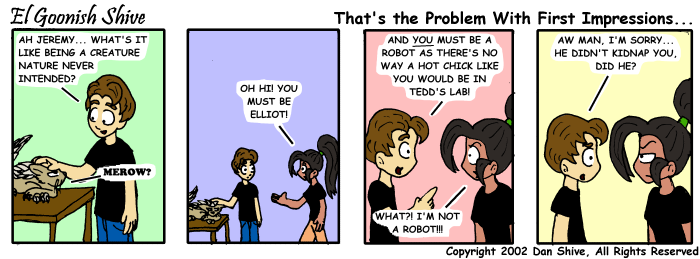 El Goonish Shive
That's the Problem With First Impressions...
AH JEREMY... WHAT'S IT
LIKE BEING A CREATURE
NATURE NEVER
INTENDED?
MEROW?
OH HI! YOU
MUST BE
ELLIOT!
AND YOU MUST BE A
ROBOT AS THERE'S NO
WAY A HOT CHICK LIKE
YOU WOULD BE IN
TEDD'S LAB!
WHAT?! I'M NOT
A ROBOT!!!
AW MAN, I'M SORRY...
HE DIDN'T KIDNAP YOU,
DID HE?
Copyright 2002 Dan Shive, All Rights Reserved